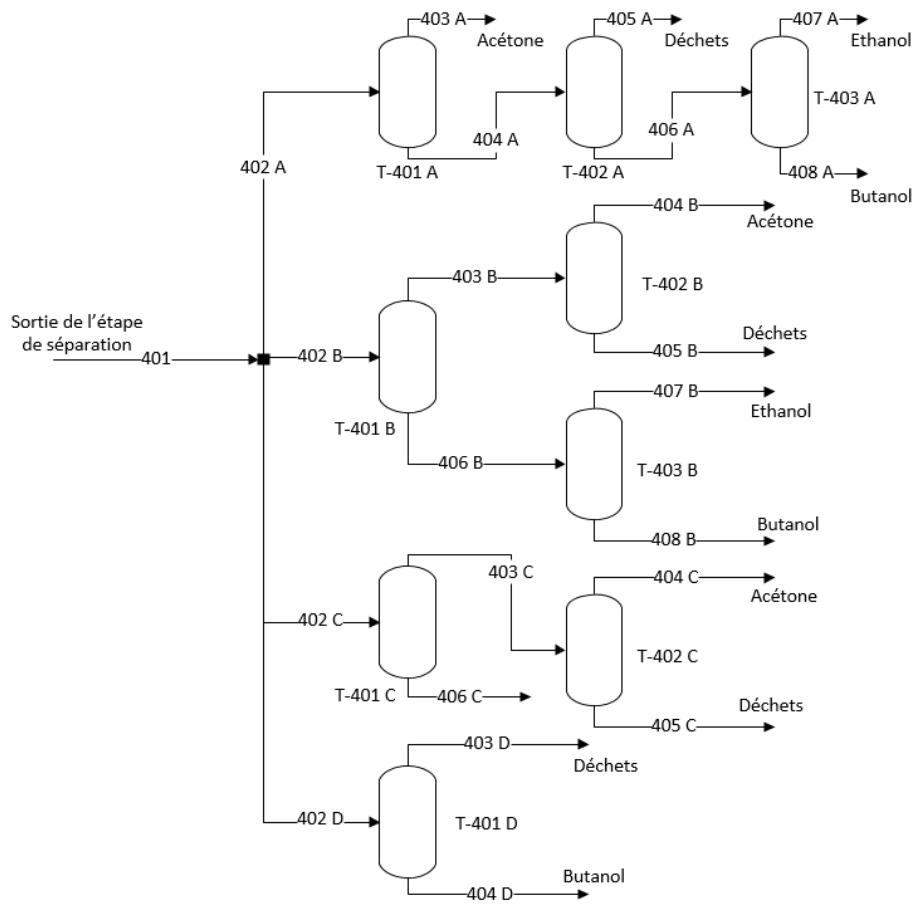 403 A
Acétone
405 A
Déchets
407 A
Ethanol
T-403 A
404 A
406 A
402 A
T-401 A
T-402 A
408 A
Butanol
404 B
Acétone
403 B
T-402 B
Sortie de l'étape
de séparation
401
402 B
Déchets
405 B
407 B
Ethanol
T-401 B
406 B
T-403 B
Butanol
408 B
403 C
404 C
Acétone
402 C
T-402 C
T-401 C
406 C
Déchets
405 C
403 D
Déchets
402 D
T-401 D
Butanol
404 D